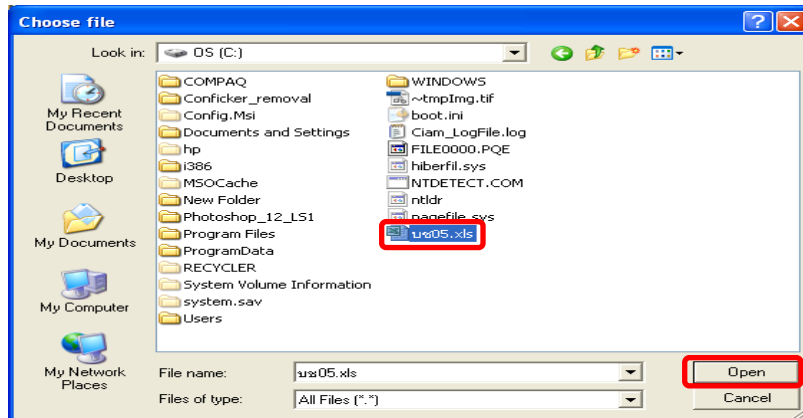 Choose file
Look in: OS (C:)
My Recent Documents
Desktop
My Documents
My Computer
My Network Places
COMPAQ
Conficker_removal
Config.Msi
Documents and Settings
hp
i386
MSOCache
New Folder
Photoshop_12_LS1
Program Files
ProgramData
RECYCLER
System Volume Information
system.sav
Users
WINDOWS
~tmpImg.tif
boot.ini
Ciam_LogFile.log
FILE0000.PQE
hiberfil.sys
NTDETECT.COM
ntldr
pagefile.sys
บช05.xls
File name: บช05.xls
Open
Files of type: All Files (*.*)
Cancel